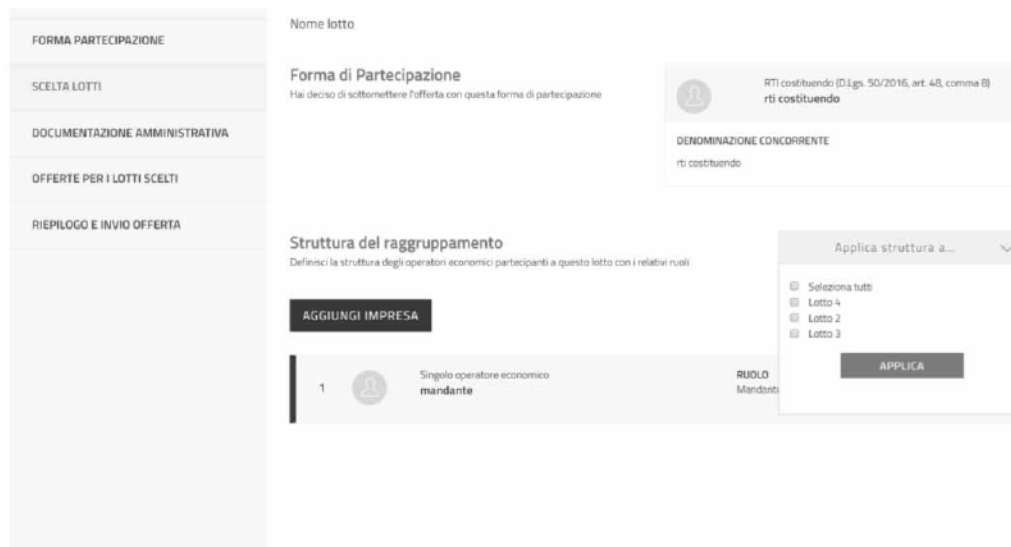 FORMA PARTECIPAZIONE
SCELTA LOTTI
DOCUMENTAZIONE AMMINISTRATIVA
OFFERTE PER I LOTTI SCELTI
RIEPILOGO E INVIO OFFERTA
Nome lotto
Forma di Partecipazione
Hai deciso di sottomettere l'offerta con questa forma di partecipazione
RTI costituendo (D.Lgs. 50/2016, art. 48, comma 8)
rti costituendo
DENOMINAZIONE CONCORRENTE
rti costituendo
Struttura del raggruppamento
Definisci la struttura degli operatori economici partecipanti a questo lotto con i relativi ruoli
Applica struttura a...
Seleziona tutti
Lotto 4
Lotto 2
Lotto 3
APPLICA
AGGIUNGI IMPRESA
1
Singolo operatore economico
mandante
RUOLO